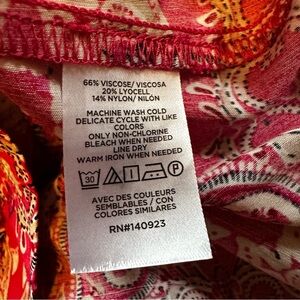 66% VISCOSE/ VISCOSA
20% LYOCELL
14% NYLON/ NILÓN
MACHINE WASH COLD
DELICATE CYCLE WITH LIKE
COLORS
ONLY NON-CHLORINE
BLEACH WHEN NEEDED
LINE DRY
WARM IRON WHEN NEEDED
30
P
AVEC DES COULEURS
SEMBLABLES / CON
COLORES SIMILARES
RN#140923